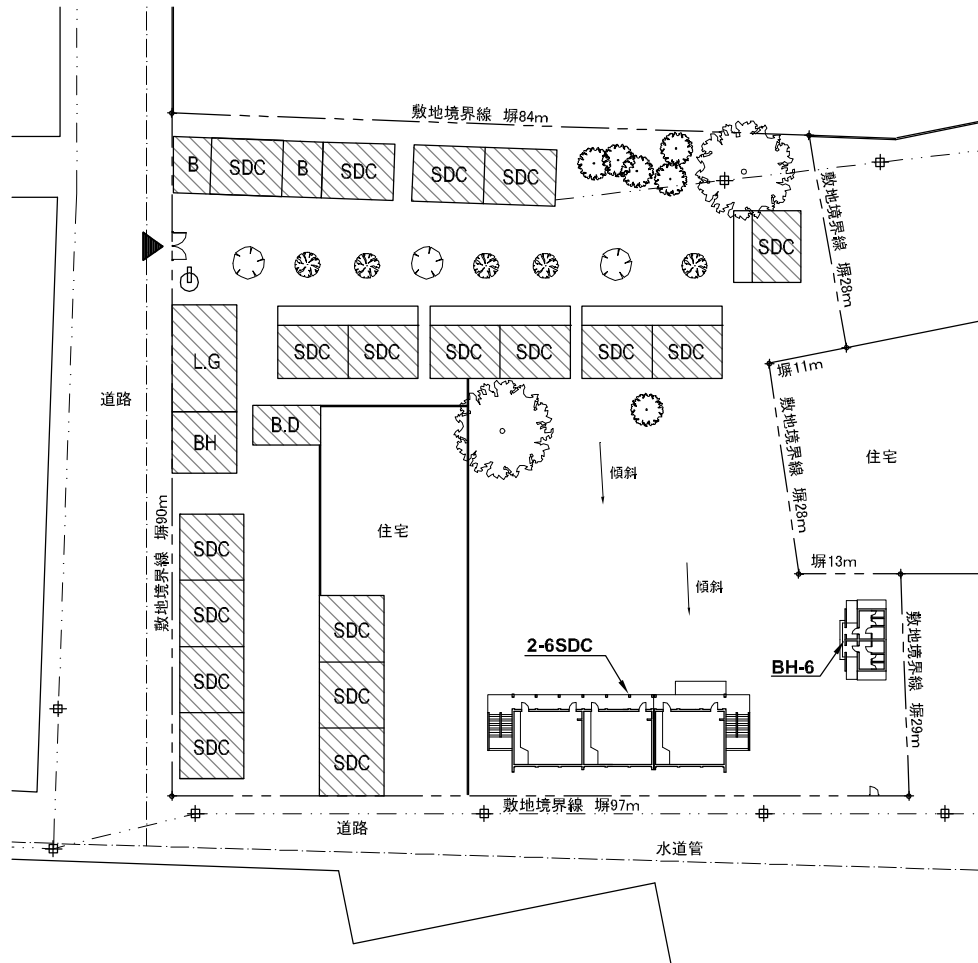 敷地境界線 塀84m
B
SDC
B
SDC
SDC
SDC
敷地境界線 塀28m
SDC
L.G
SDC
SDC
SDC
SDC
SDC
SDC
塀11m
道路
BH
B.D
住宅
傾斜
敷地境界線 塀28m
敷地境界線 塀90m
住宅
SDC
塀13m
SDC
SDC
傾斜
敷地境界線 塀29m
2-6SDC
BH-6
SDC
SDC
SDC
SDC
敷地境界線 塀97m
道路
水道管